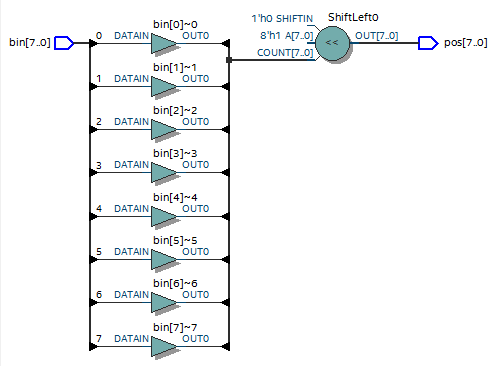 bin[7..0]
bin[0]~0
0 DATAIN OUT0
bin[1]~1
1 DATAIN OUT0
bin[2]~2
2 DATAIN OUT0
bin[3]~3
3 DATAIN OUT0
bin[4]~4
4 DATAIN OUT0
bin[5]~5
5 DATAIN OUT0
bin[6]~6
6 DATAIN OUT0
bin[7]~7
7 DATAIN OUT0
ShiftLeft0
1'h0 SHIFTIN
8'h1 A[7..0]
COUNT[7..0]
<<
OUT[7..0]
pos[7..0]